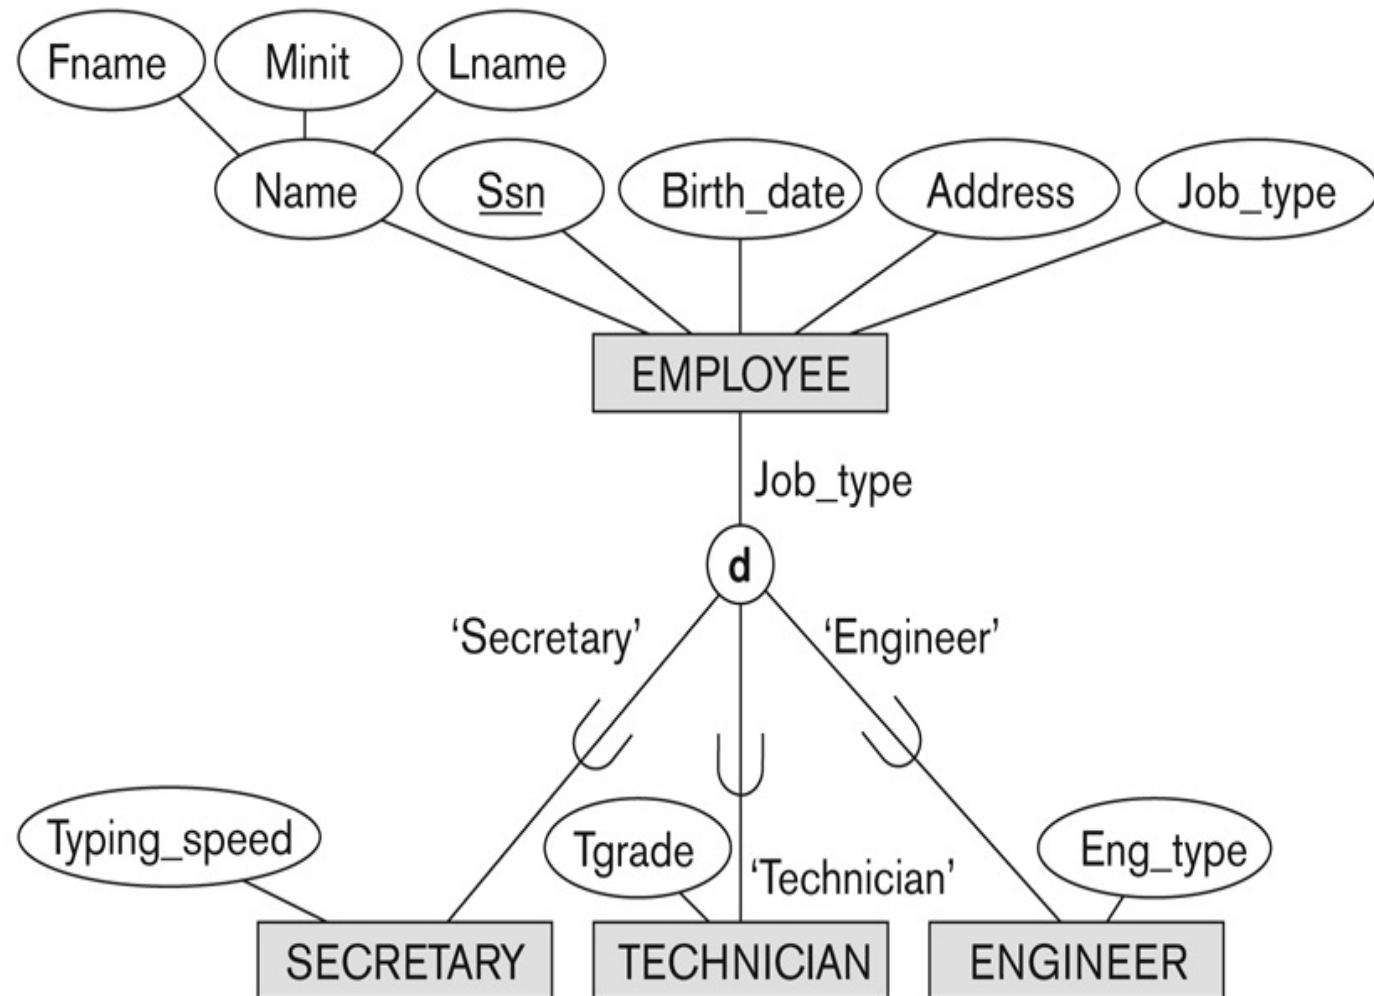 Fname Minit Lname
Name Ssn Birth_date Address Job_type
EMPLOYEE
Job_type
d
‘Secretary’ ‘Engineer’
Typing_speed Tgrade Eng_type
‘Technician’
SECRETARY TECHNICIAN ENGINEER